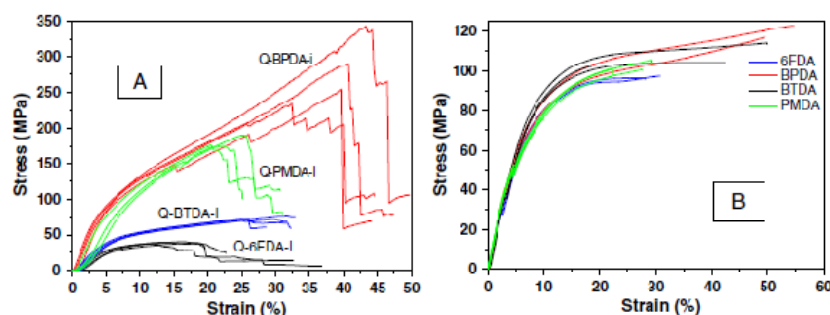 A
Q-BPDA-i
Q-PMDA-I
Q-BTDA-I
Q-6FDA-I
Stress (MPa)
350
300
250
200
150
100
50
0
0 5 10 15 20 25 30 35 40 45 50
Strain (%)
B
6FDA
BPDA
BTDA
PMDA
Stress (MPa)
120
100
80
60
40
20
0
0 10 20 30 40 50 60
Strain (%)